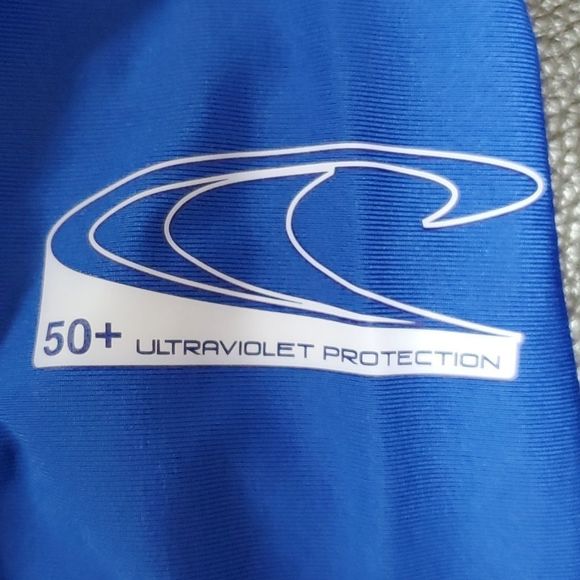 50+ ULTRAVIOLET PROTECTION